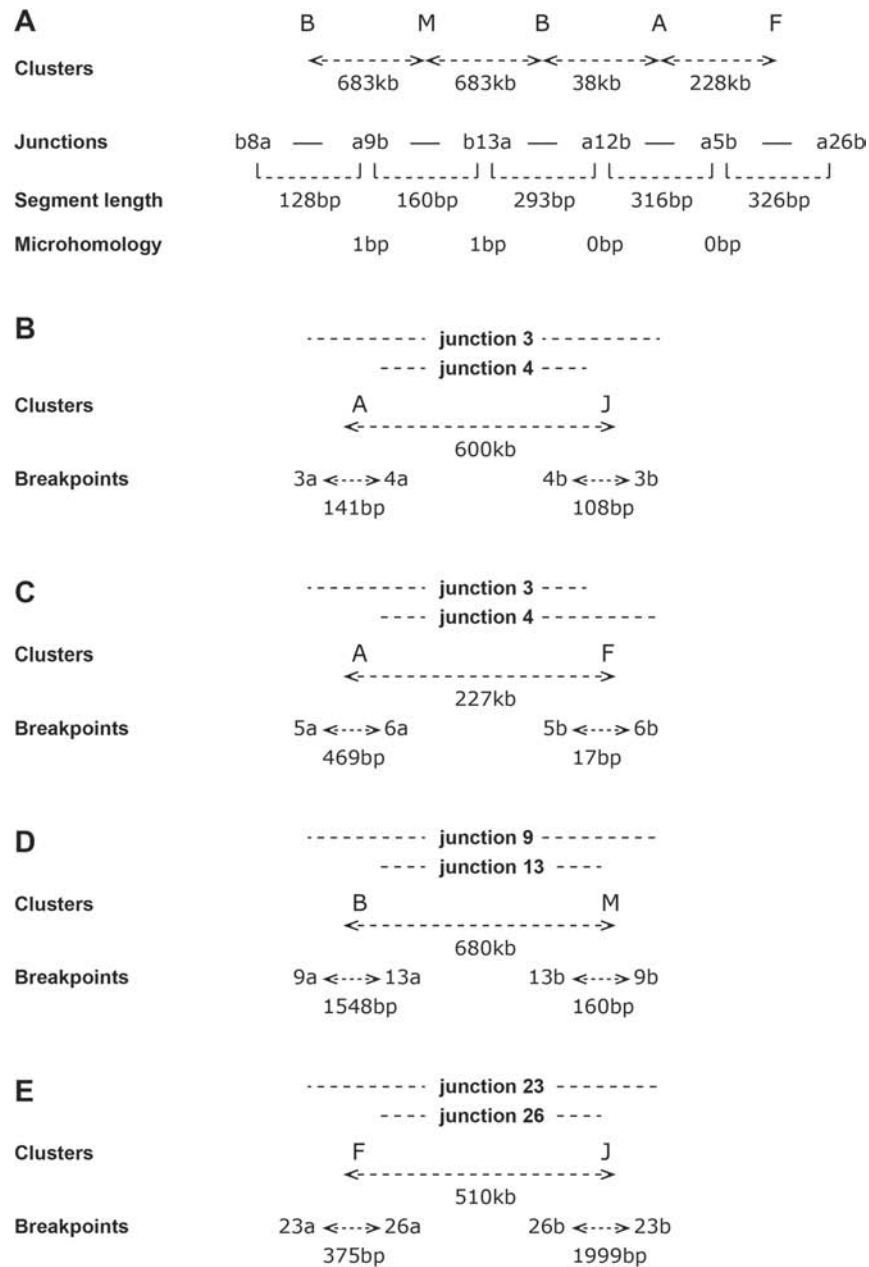 A
B M B A F
Clusters
683kb 683kb 38kb 228kb
Junctions b8a — a9b — b13a — a12b — a5b — a26b
Segment length 128bp 160bp 293bp 316bp 326bp
Microhomology 1bp 1bp 0bp 0bp
B
junction 3
junction 4
Clusters A J
600kb
Breakpoints 3a 4a 4b 3b
141bp 108bp
C
junction 3
junction 4
Clusters A F
227kb
Breakpoints 5a 6a 5b 6b
469bp 17bp
D
junction 9
junction 13
Clusters B M
680kb
Breakpoints 9a 13a 13b 9b
1548bp 160bp
E
junction 23
junction 26
Clusters F J
510kb
Breakpoints 23a 26a 26b 23b
375bp 1999bp